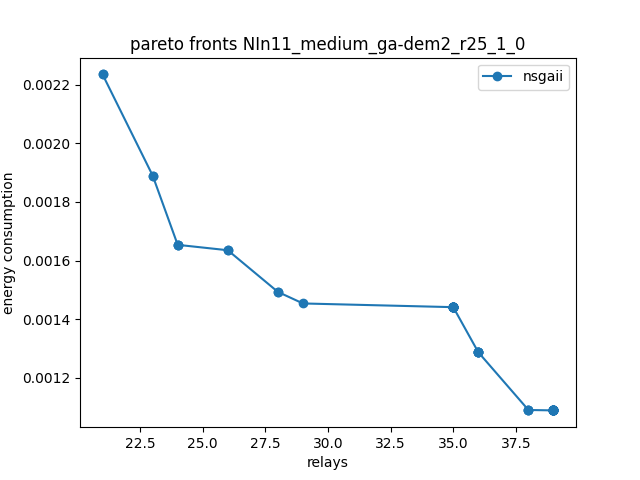 pareto fronts NIn11_medium_ga-dem2_r25_1_0
nsgaii
energy consumption
0.0022
0.0020
0.0018
0.0016
0.0014
0.0012
22.5 25.0 27.5 30.0 32.5 35.0 37.5
relays